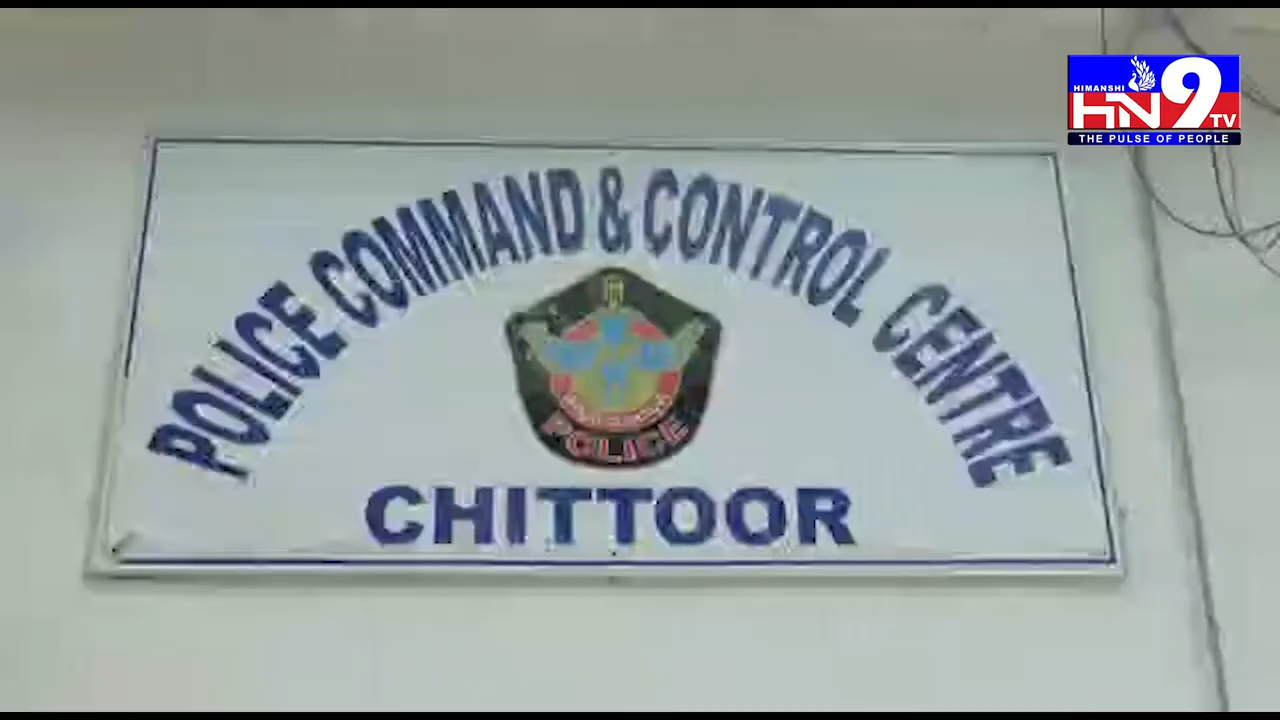 HIMANSHI
HN9 TV
THE PULSE OF PEOPLE
POLICE COMMAND & CONTROL CENTRE
POLICE
CHITTOOR